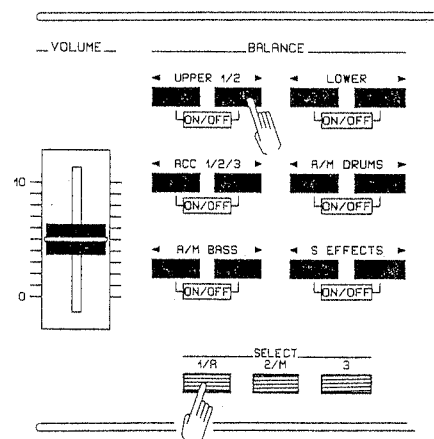 VOLUME BALANCE
◄ UPPER 1/2 ► ◄ LOWER ►
ON/OFF ON/OFF
◄ ACC 1/2/3 ► ◄ A/M DRUMS ►
10
ON/OFF ON/OFF
◄ A/M BASS ► ◄ S EFFECTS ►
0
ON/OFF ON/OFF
SELECT
1/A 2/M 3